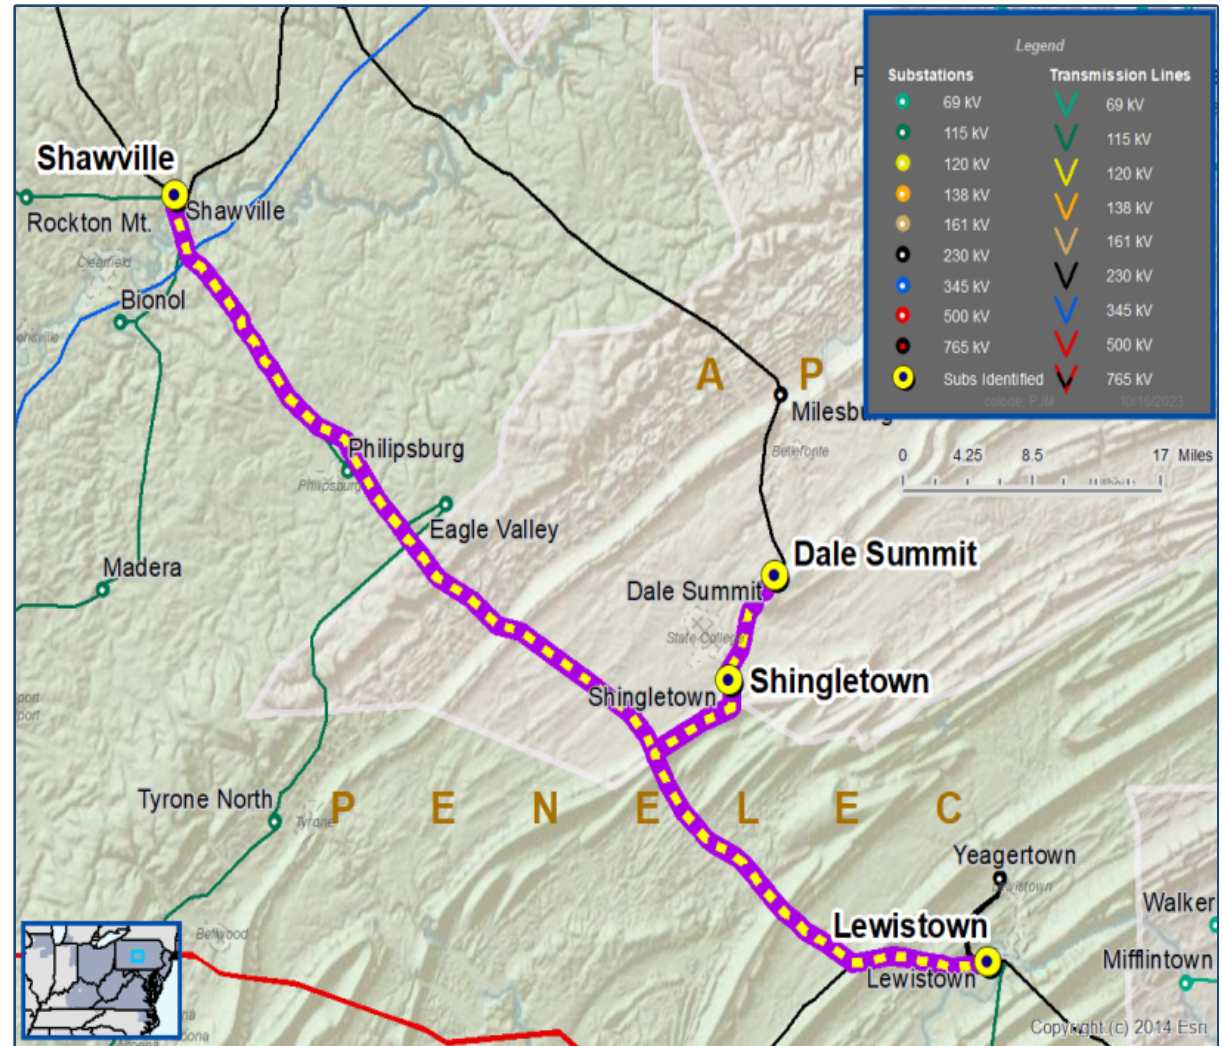 Legend
Substations
Transmission Lines
69 kV
69 kV
115 kV
115 kV
120 kV
120 kV
138 kV
138 kV
161 kV
161 kV
230 kV
230 kV
345 kV
345 kV
500 kV
500 kV
765 kV
765 kV
Subs Identified
10/16/2023
0 4.25 8.5 17 Miles
Shawville
Shawville
Rockton Mt.
Clearfield
Bionol
A P
Milesburg
Bellefonte
Philipsburg
Philipsburg
Eagle Valley
Madera
Dale Summit
Dale Summit
State College
Shingletown
Shingletown
Tyrone North
Tyrone
P E N E L E C
Yeagertown
Lewistown
Lewistown
Lewistown
Walker
Mifflintown
Bellwood
Altoona
Copyright:(c) 2014 Esri